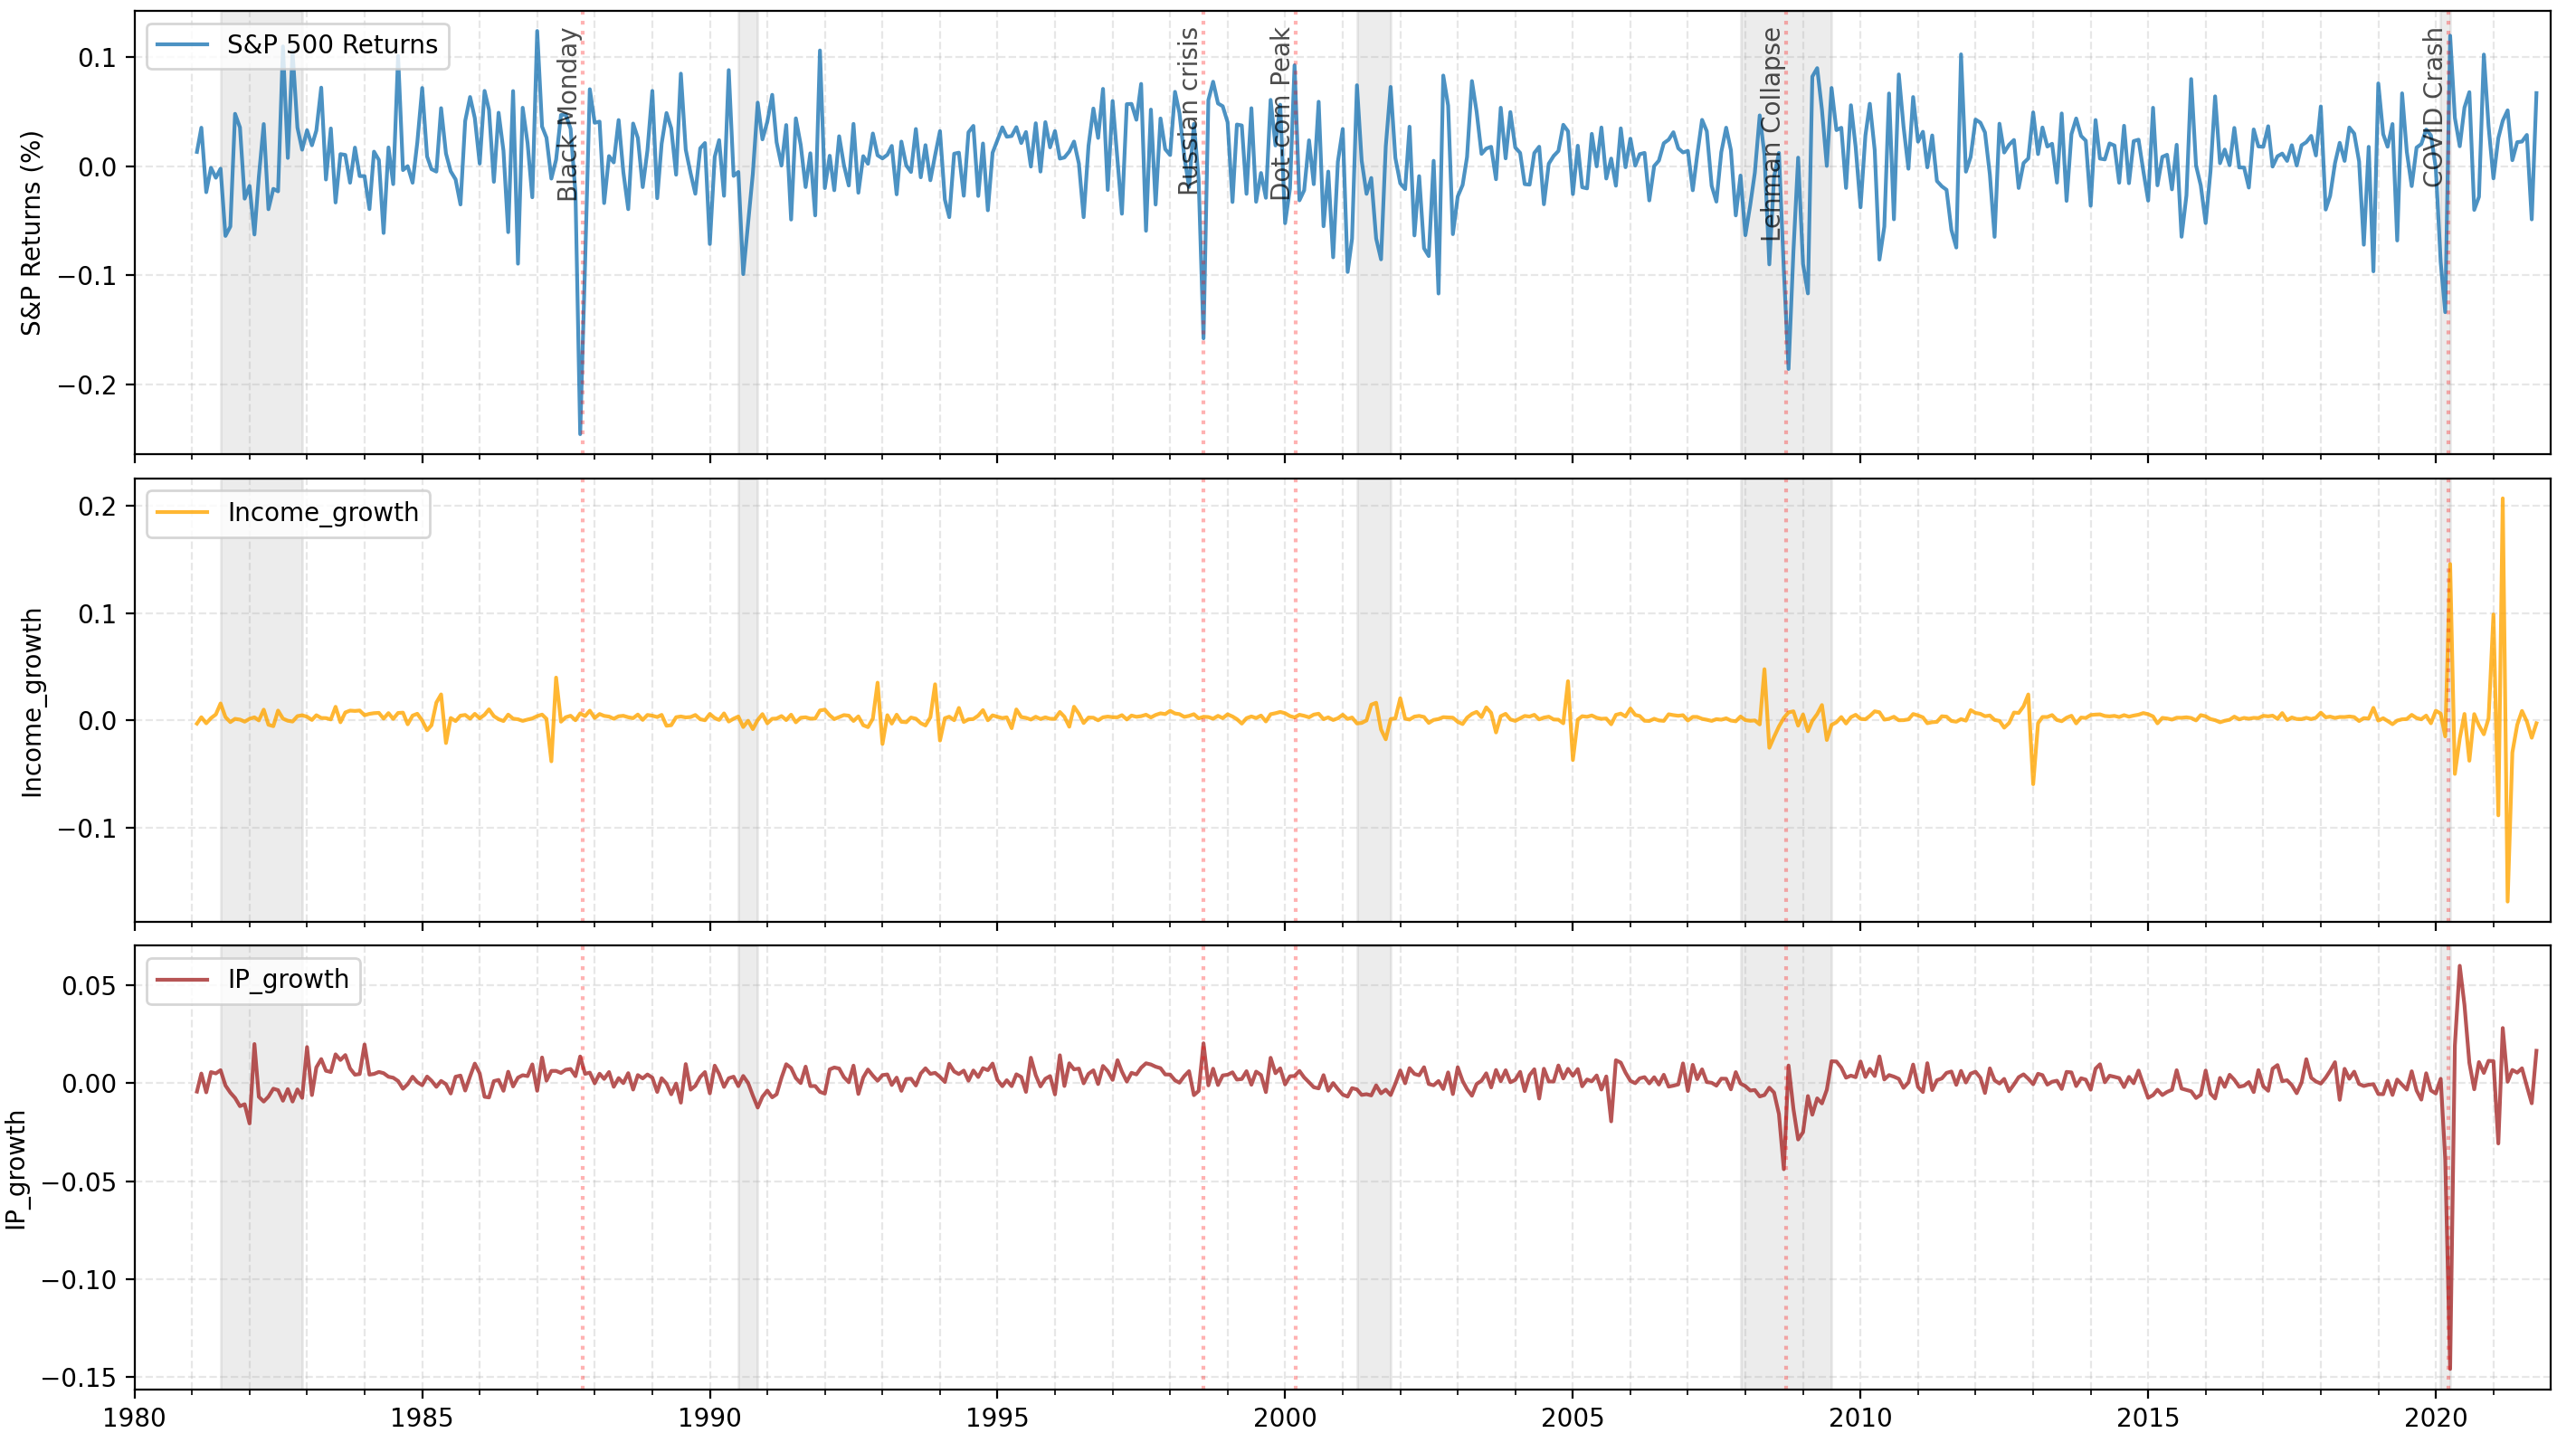 S&P 500 Returns
Black Monday
Russian crisis
Dot-com Peak
Lehman Collapse
COVID Crash
S&P Returns (%)
0.1
0.0
−0.1
−0.2
Income_growth
Income_growth
0.2
0.1
0.0
−0.1
IP_growth
IP_growth
0.05
0.00
−0.05
−0.10
−0.15
1980 1985 1990 1995 2000 2005 2010 2015 2020